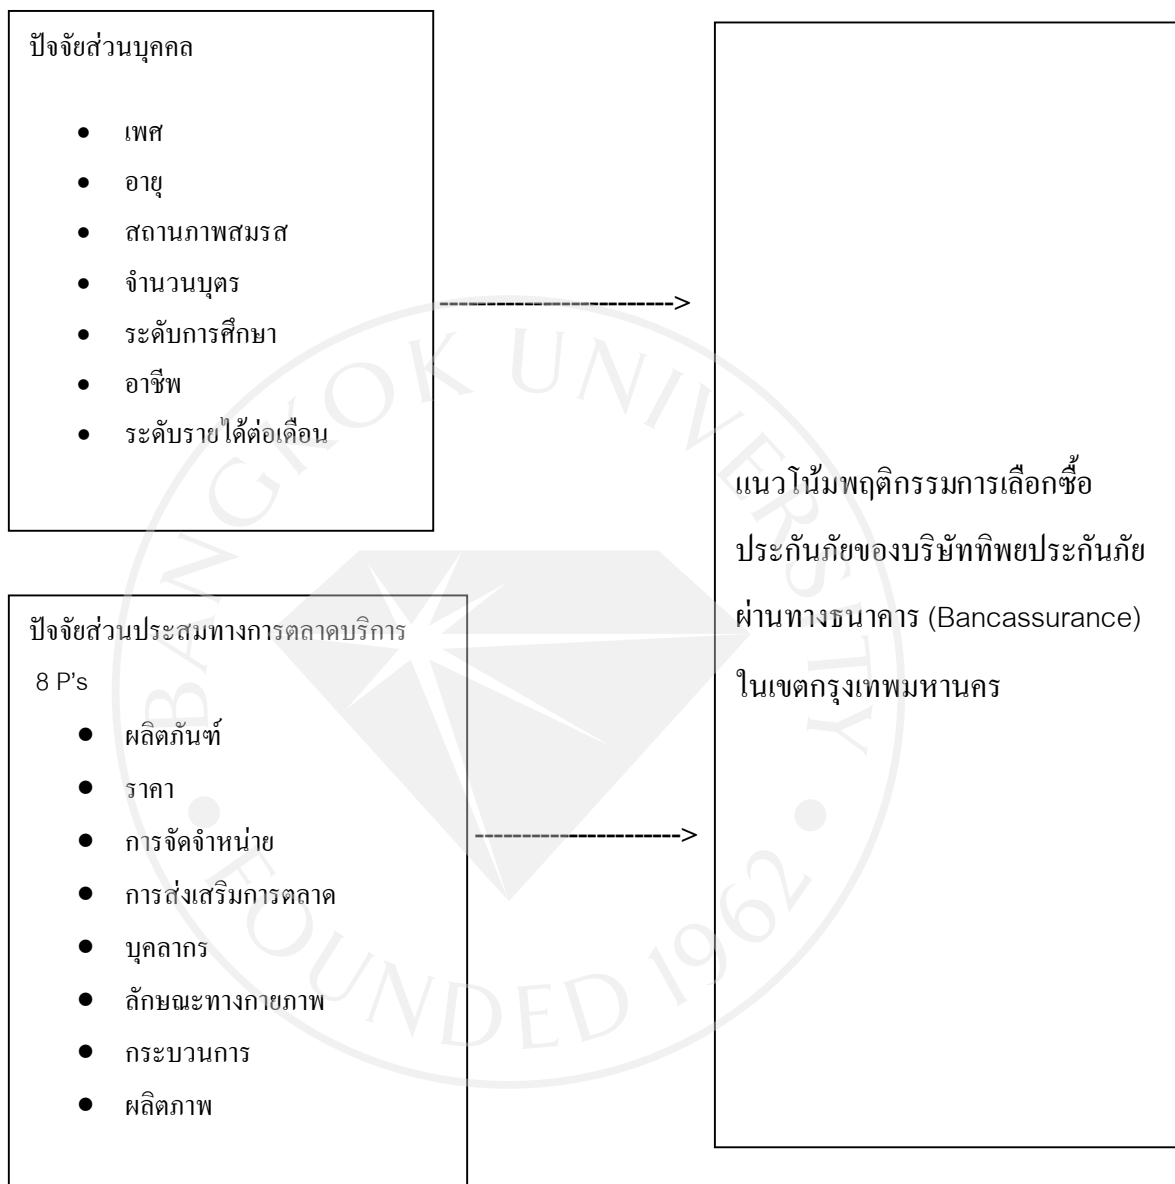 ปัจจัยส่วนบุคคล
● เพศ
● อายุ
● สถานภาพสมรส
● จำนวนบุตร
● ระดับการศึกษา
● อาชีพ
● ระดับรายได้ต่อเดือน
ปัจจัยส่วนประสมทางการตลาดบริการ
8 P's
● ผลิตภันฑ์
● ราคา
● การจัดจำหน่าย
● การส่งเสริมการตลาด
● บุคลากร
● ลักษณะทางกายภาพ
● กระบวนการ
● ผลิตภาพ
แนวโน้มพฤติกรรมการเลือกซื้อ
ประกันภัยของบริษัททิพยประกันภัย
ผ่านทางธนาคาร (Bancassurance)
ในเขตกรุงเทพมหานคร
BANGKOK UNIVERSITY
FOUNDED 1962